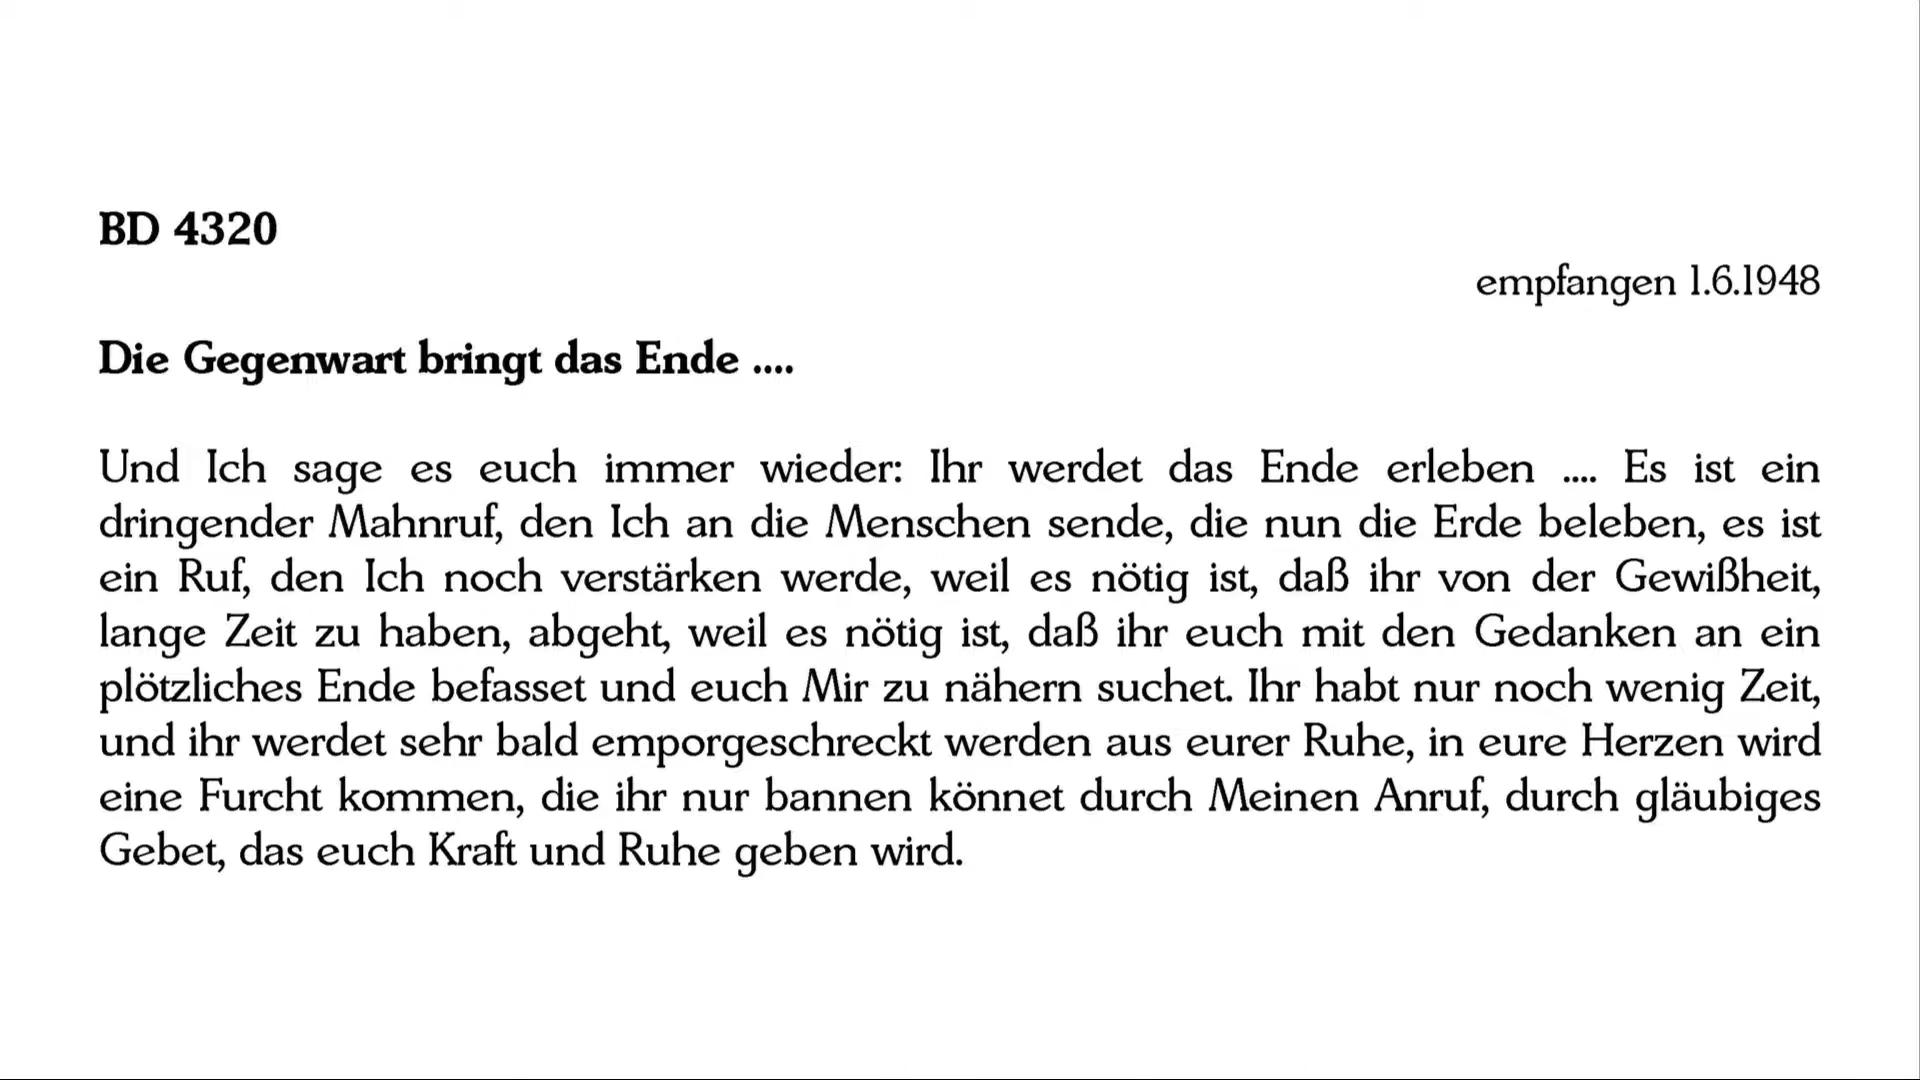 BD 4320
empfangen 1.6.1948
Die Gegenwart bringt das Ende ....
Und Ich sage es euch immer wieder: Ihr werdet das Ende erleben .... Es ist ein
dringender Mahnruf, den Ich an die Menschen sende, die nun die Erde beleben, es ist
ein Ruf, den Ich noch verstärken werde, weil es nötig ist, daß ihr von der Gewißheit,
lange Zeit zu haben, abgeht, weil es nötig ist, daß ihr euch mit den Gedanken an ein
plötzliches Ende befasset und euch Mir zu nähern suchet. Ihr habt nur noch wenig Zeit,
und ihr werdet sehr bald emporgeschreckt werden aus eurer Ruhe, in eure Herzen wird
eine Furcht kommen, die ihr nur bannen könnet durch Meinen Anruf, durch gläubiges
Gebet, das euch Kraft und Ruhe geben wird.